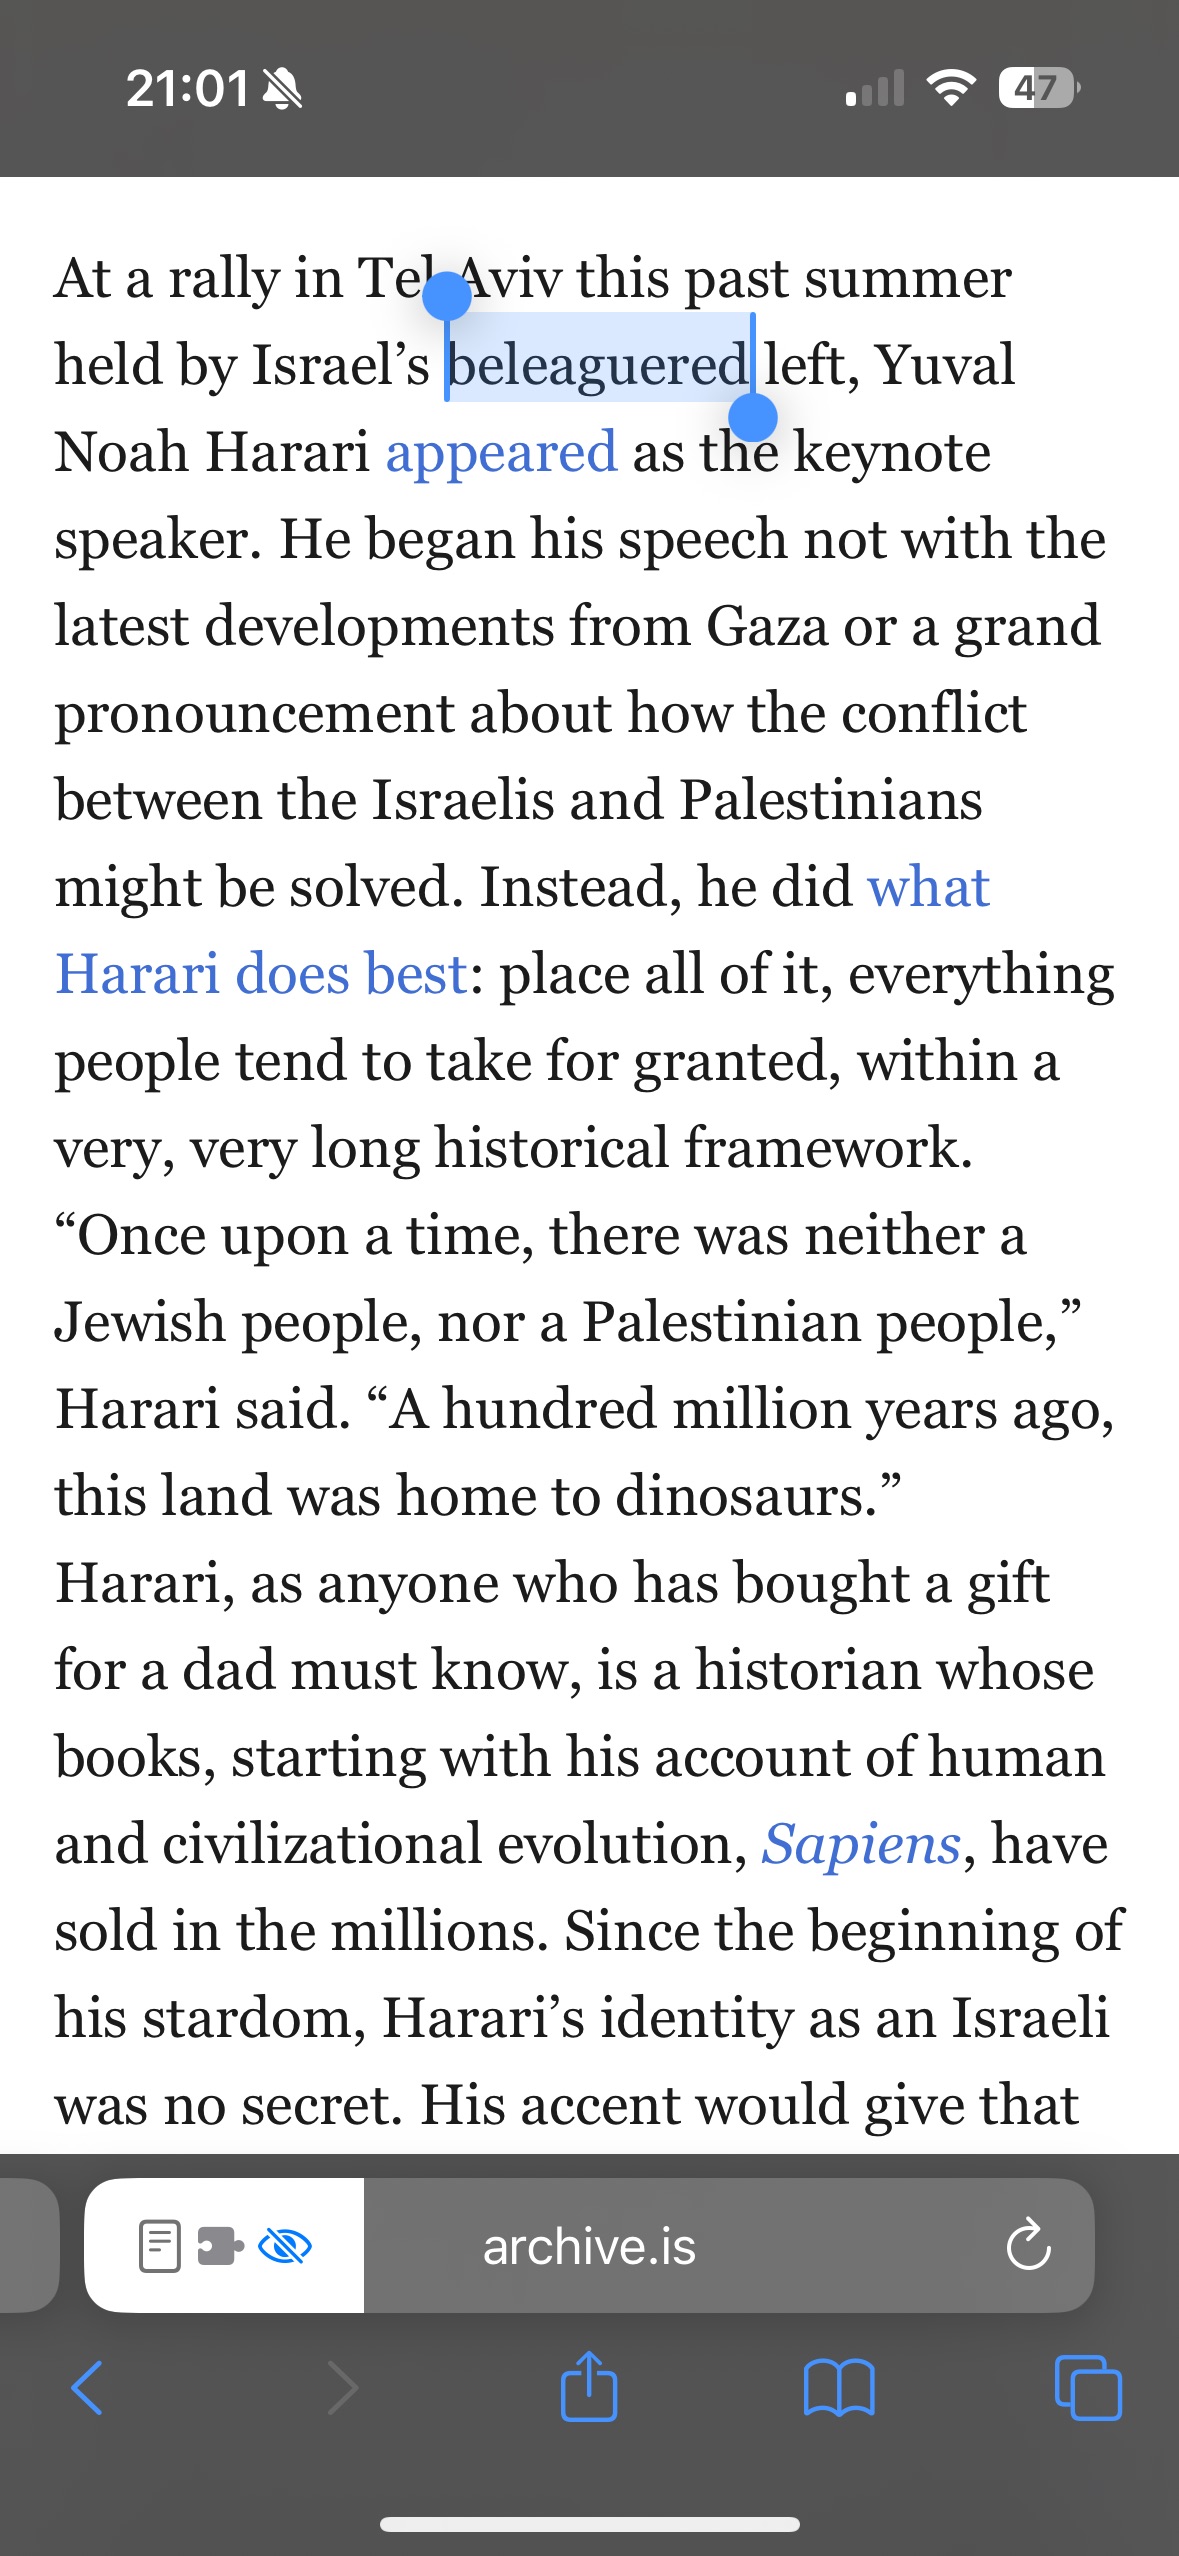 21:01
47
At a rally in Tel Aviv this past summer
held by Israel’s beleaguered left, Yuval
Noah Harari appeared as the keynote
speaker. He began his speech not with the
latest developments from Gaza or a grand
pronouncement about how the conflict
between the Israelis and Palestinians
might be solved. Instead, he did what
Harari does best: place all of it, everything
people tend to take for granted, within a
very, very long historical framework.
“Once upon a time, there was neither a
Jewish people, nor a Palestinian people,”
Harari said. “A hundred million years ago,
this land was home to dinosaurs.”
Harari, as anyone who has bought a gift
for a dad must know, is a historian whose
books, starting with his account of human
and civilizational evolution, Sapiens, have
sold in the millions. Since the beginning of
his stardom, Harari’s identity as an Israeli
was no secret. His accent would give that
archive.is